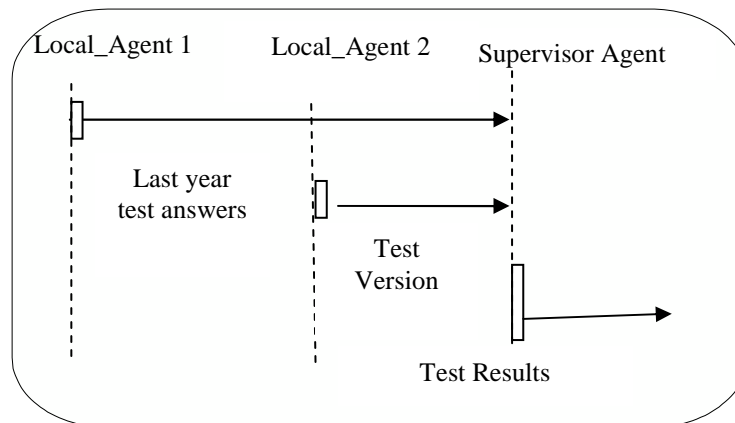 Local_Agent 1
Local_Agent 2
Supervisor Agent
Last year
test answers
Test
Version
Test Results